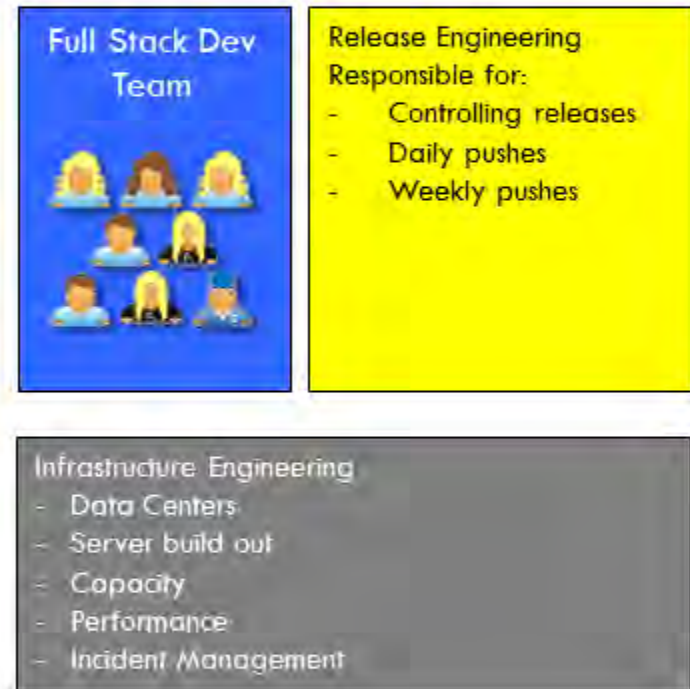 Full Stack Dev
Team
Release Engineering
Responsible for:
- Controlling releases
- Daily pushes
- Weekly pushes
Infrastructure Engineering
- Data Centers
- Server build out
- Capacity
- Performance
- Incident Management